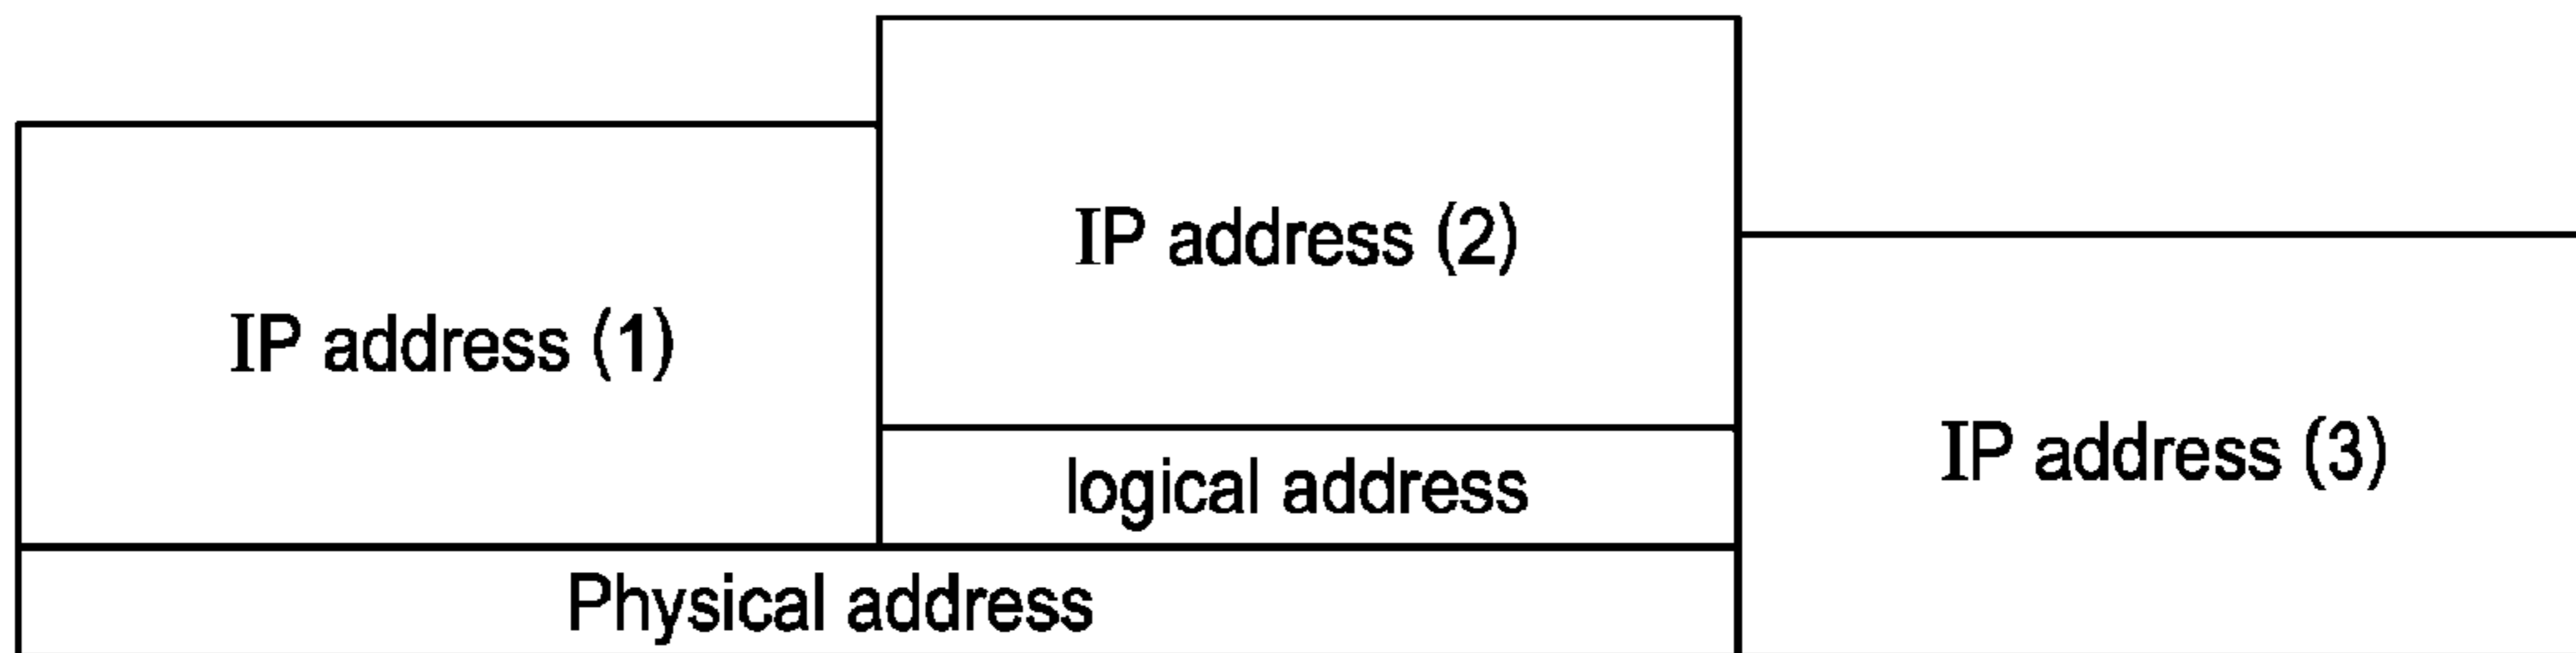 IP address (2)
IP address (1)
IP address (3)
logical address
Physical address